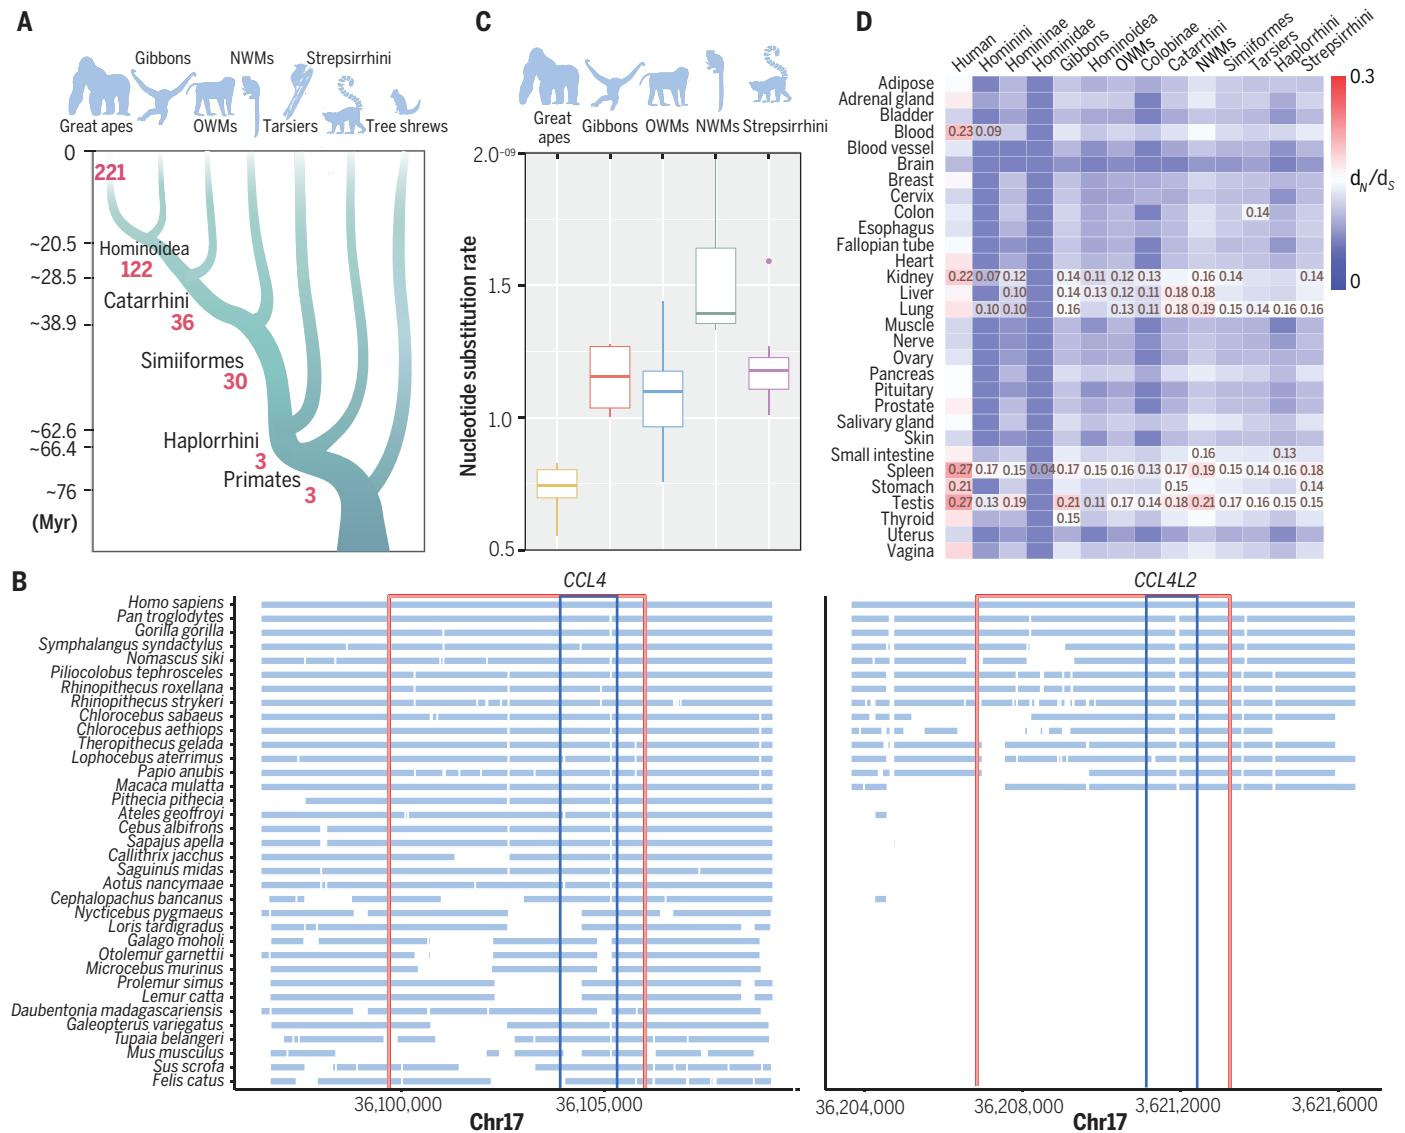 A
Gibbons
NWMs
Strepsirrhini
Great apes
OWMs
Tarsiers
Tree shrews
0
~20.5
~28.5
~38.9
~62.6
~66.4
~76
(Myr)
221
Hominoidea
122
Catarrhini
36
Simiiformes
30
Haplorrhini
3
Primates
3
C
Great
apes
Gibbons
OWMs
NWMs
Strepsirrhini
Nucleotide substitution rate
2.0⁻⁰⁹
1.5
1.0
0.5
D
Human
Hominini
Homininae
Hominidae
Gibbons
Hominoidea
OWMs
Colobinae
Catarrhini
NWMs
Simiiformes
Tarsiers
Haplorrhini
Strepsirrhini
Adipose
Adrenal gland
Bladder
Blood 0.23 0.09
Blood vessel
Brain
Breast
Cervix
Colon 0.14
Esophagus
Fallopian tube
Heart
Kidney 0.22 0.07 0.12 0.14 0.11 0.12 0.13 0.16 0.14 0.14
Liver 0.10 0.14 0.13 0.12 0.11 0.18 0.18
Lung 0.10 0.10 0.16 0.13 0.11 0.18 0.19 0.15 0.14 0.16 0.16
Muscle
Nerve
Ovary
Pancreas
Pituitary
Prostate
Salivary gland
Skin
Small intestine 0.16 0.13
Spleen 0.27 0.17 0.15 0.04 0.17 0.15 0.16 0.13 0.17 0.19 0.15 0.14 0.16 0.18
Stomach 0.21 0.15 0.14
Testis 0.27 0.13 0.19 0.21 0.11 0.17 0.14 0.18 0.21 0.17 0.16 0.15 0.15
Thyroid 0.15
Uterus
Vagina
0.3
dN/dS
0
B
CCL4
CCL4L2
Homo sapiens
Pan troglodytes
Gorilla gorilla
Symphalangus syndactylus
Nomascus siki
Piliocolobus tephrosceles
Rhinopithecus roxellana
Rhinopithecus strykeri
Chlorocebus sabaeus
Chlorocebus aethiops
Theropithecus gelada
Lophocebus aterrimus
Papio anubis
Macaca mulatta
Pithecia pithecia
Ateles geoffroyi
Cebus albifrons
Sapajus apella
Callithrix jacchus
Saguinus midas
Aotus nancymaae
Cephalopachus bancanus
Nycticebus pygmaeus
Loris tardigradus
Galago moholi
Otolemur garnettii
Microcebus murinus
Prolemur simus
Lemur catta
Daubentonia madagascariensis
Galeopterus variegatus
Tupaia belangeri
Mus musculus
Sus scrofa
Felis catus
36,100,000 36,105,000
Chr17
36,204,000 36,208,000 3,621,2000 3,621,6000
Chr17